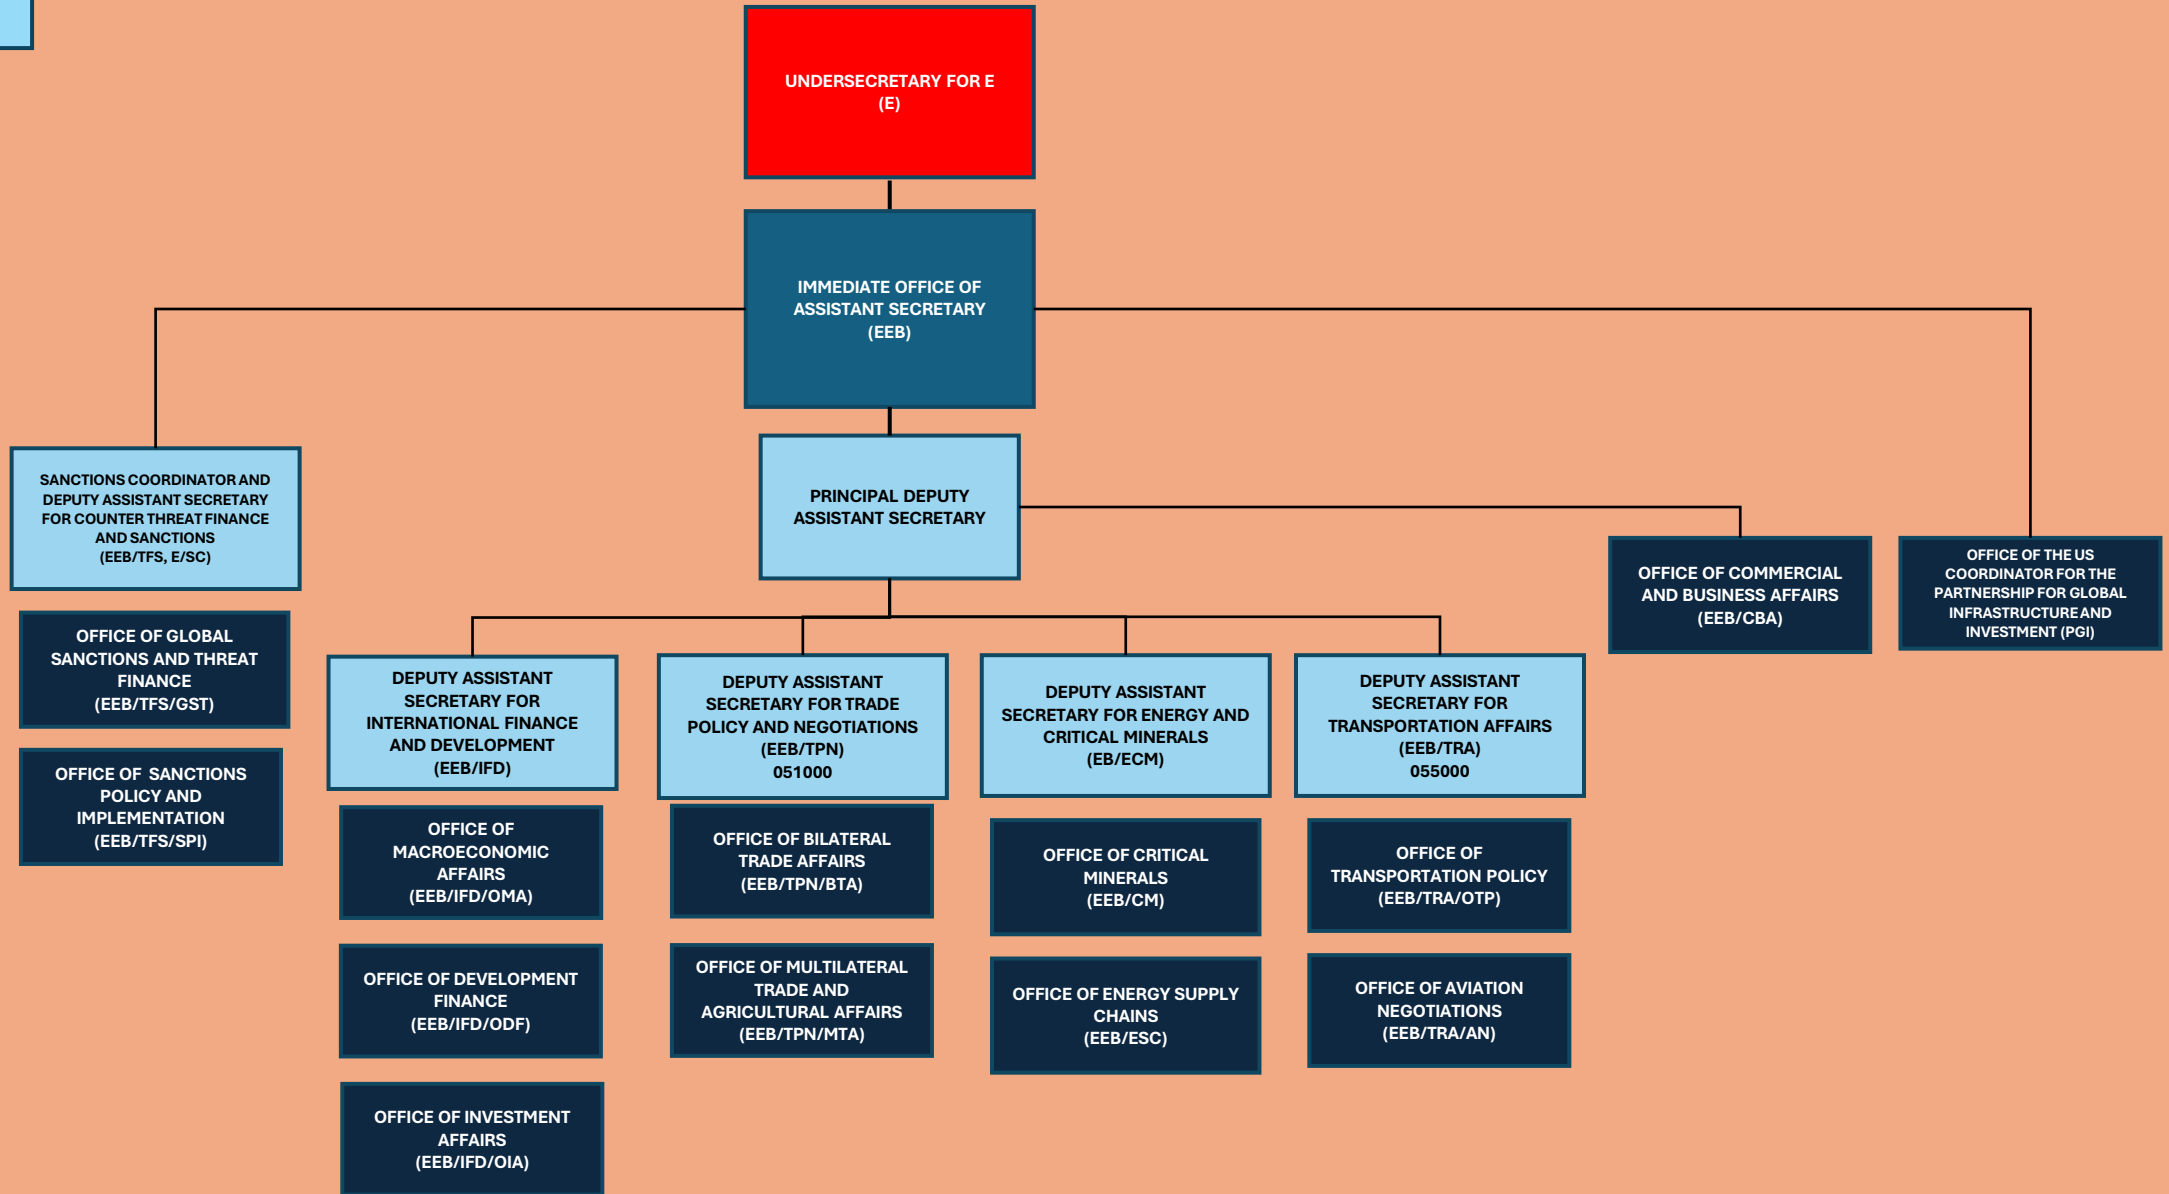 UNDERSECRETARY FOR E
(E)
IMMEDIATE OFFICE OF
ASSISTANT SECRETARY
(EEB)
SANCTIONS COORDINATOR AND
DEPUTY ASSISTANT SECRETARY
FOR COUNTER THREAT FINANCE
AND SANCTIONS
(EEB/TFS, E/SC)
PRINCIPAL DEPUTY
ASSISTANT SECRETARY
OFFICE OF COMMERCIAL
AND BUSINESS AFFAIRS
(EEB/CBA)
OFFICE OF THE US
COORDINATOR FOR THE
PARTNERSHIP FOR GLOBAL
INFRASTRUCTURE AND
INVESTMENT (PGI)
OFFICE OF GLOBAL
SANCTIONS AND THREAT
FINANCE
(EEB/TFS/GST)
OFFICE OF SANCTIONS
POLICY AND
IMPLEMENTATION
(EEB/TFS/SPI)
DEPUTY ASSISTANT
SECRETARY FOR
INTERNATIONAL FINANCE
AND DEVELOPMENT
(EEB/IFD)
OFFICE OF
MACROECONOMIC
AFFAIRS
(EEB/IFD/OMA)
OFFICE OF DEVELOPMENT
FINANCE
(EEB/IFD/ODF)
OFFICE OF INVESTMENT
AFFAIRS
(EEB/IFD/OIA)
DEPUTY ASSISTANT
SECRETARY FOR TRADE
POLICY AND NEGOTIATIONS
(EEB/TPN)
051000
OFFICE OF BILATERAL
TRADE AFFAIRS
(EEB/TPN/BTA)
OFFICE OF MULTILATERAL
TRADE AND
AGRICULTURAL AFFAIRS
(EEB/TPN/MTA)
DEPUTY ASSISTANT
SECRETARY FOR ENERGY AND
CRITICAL MINERALS
(EB/ECM)
OFFICE OF CRITICAL
MINERALS
(EEB/CM)
OFFICE OF ENERGY SUPPLY
CHAINS
(EEB/ESC)
DEPUTY ASSISTANT
SECRETARY FOR
TRANSPORTATION AFFAIRS
(EEB/TRA)
055000
OFFICE OF
TRANSPORTATION POLICY
(EEB/TRA/OTP)
OFFICE OF AVIATION
NEGOTIATIONS
(EEB/TRA/AN)